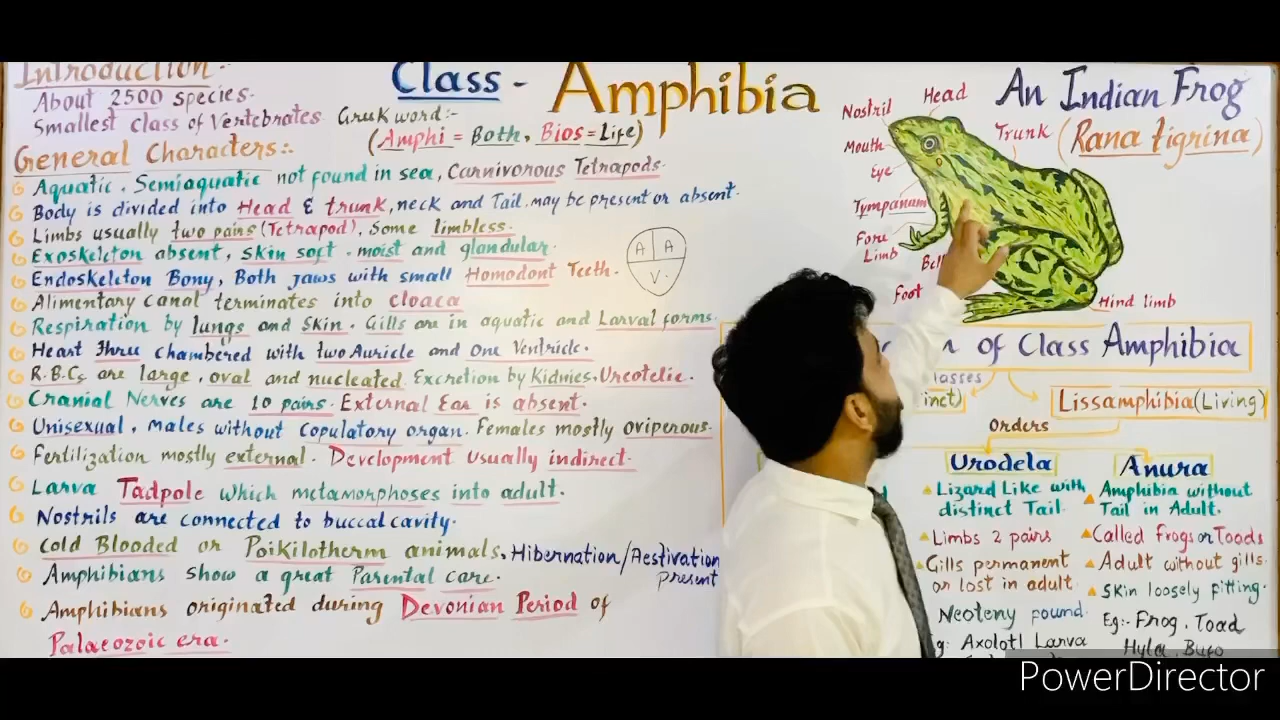 Introduction:-
About 2500 species.
Smallest class of Vertebrates.
Class - Amphibia
Gruk word:-
(Amphi = Both, Bios = Life)
General Characters:-
Aquatic, Semiaquatic not found in sea, Carnivorous Tetrapods.
Body is divided into Head & trunk, neck and Tail may be present or absent.
Limbs usually two pairs (Tetrapod), Some limbless.
Exoskeleton absent, Skin soft, moist and glandular.
Endoskeleton Bony, Both jaws with small Homodont Teeth.
A A
V.
Alimentary canal terminates into cloaca
Respiration by lungs and Skin. Gills are in aquatic and Larval forms.
Heart three chambered with two Auricle and One Ventricle.
R.B.Cs are large, oval and nucleated. Excretion by Kidnies, Ureotelic.
Cranial Nerves are 10 pairs. External Ear is absent.
Unisexual, Males without Copulatory organ. Females mostly oviperous.
Fertilization mostly external. Development usually indirect.
Larva Tadpole which metamorphoses into adult.
Nostrils are connected to buccal cavity.
Cold Blooded or Poikilotherm animals, Hibernation/Aestivation
present
Amphibians show a great Parental care.
Amphibians originated during Devonian Period of
Palaeozoic era.
An Indian Frog
(Rana tigrina)
Nostril
Head
Mouth
Trunk
Eye
Tympanum
Fore
Limb
Foot
Hind limb
of Class Amphibia
Lissamphibia (Living)
Orders
Urodela
Lizard Like with
distinct Tail.
Limbs 2 pairs
Gills permanent
or lost in adult.
Neoteny found.
Axolotl Larva
Anura
Amphibia without
Tail in Adult.
Called Frogs or Toads
Adult without gills.
Skin loosely fitting.
Eg:- Frog, Toad
Hyla, Bufo
PowerDirector